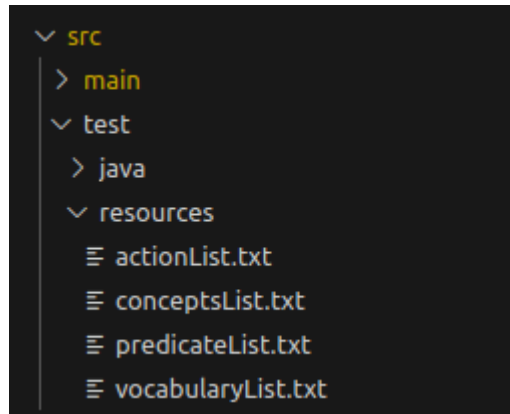 src
main
test
java
resources
actionList.txt
conceptsList.txt
predicateList.txt
vocabularyList.txt